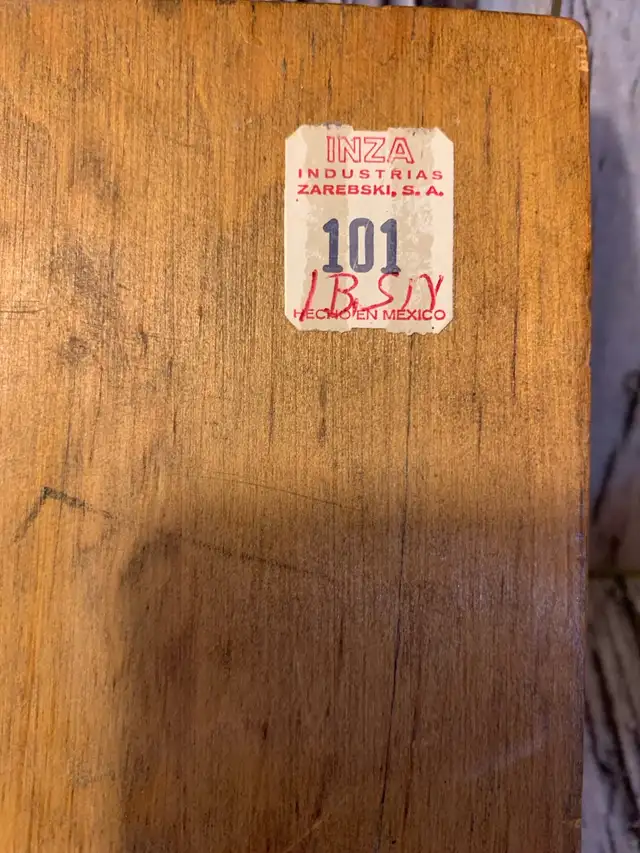 INZA
INDUSTRIAS
ZAREBSKI, S. A.
101
HECHO EN MEXICO